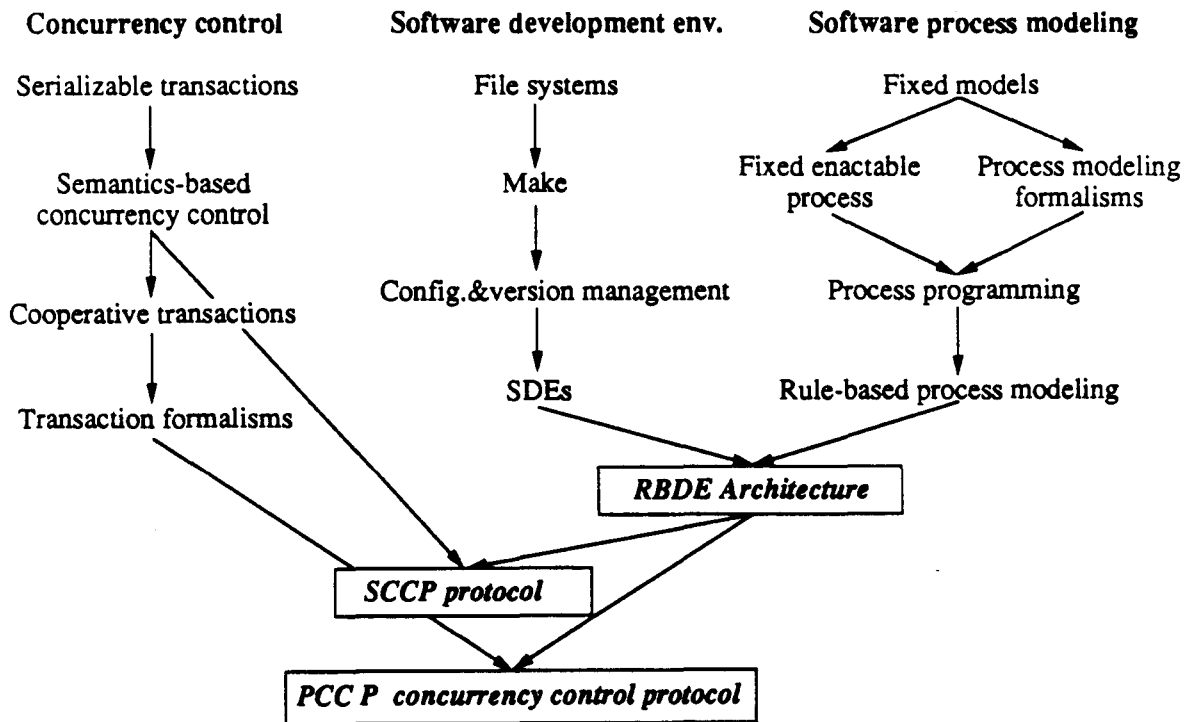 Concurrency control
Software development env.
Software process modeling
Serializable transactions
File systems
Fixed models
Semantics-based
concurrency control
Make
Fixed enactable
process
Process modeling
formalisms
Cooperative transactions
Config.&version management
Process programming
Transaction formalisms
SDEs
Rule-based process modeling
RBDE Architecture
SCCP protocol
PCC P concurrency control protocol